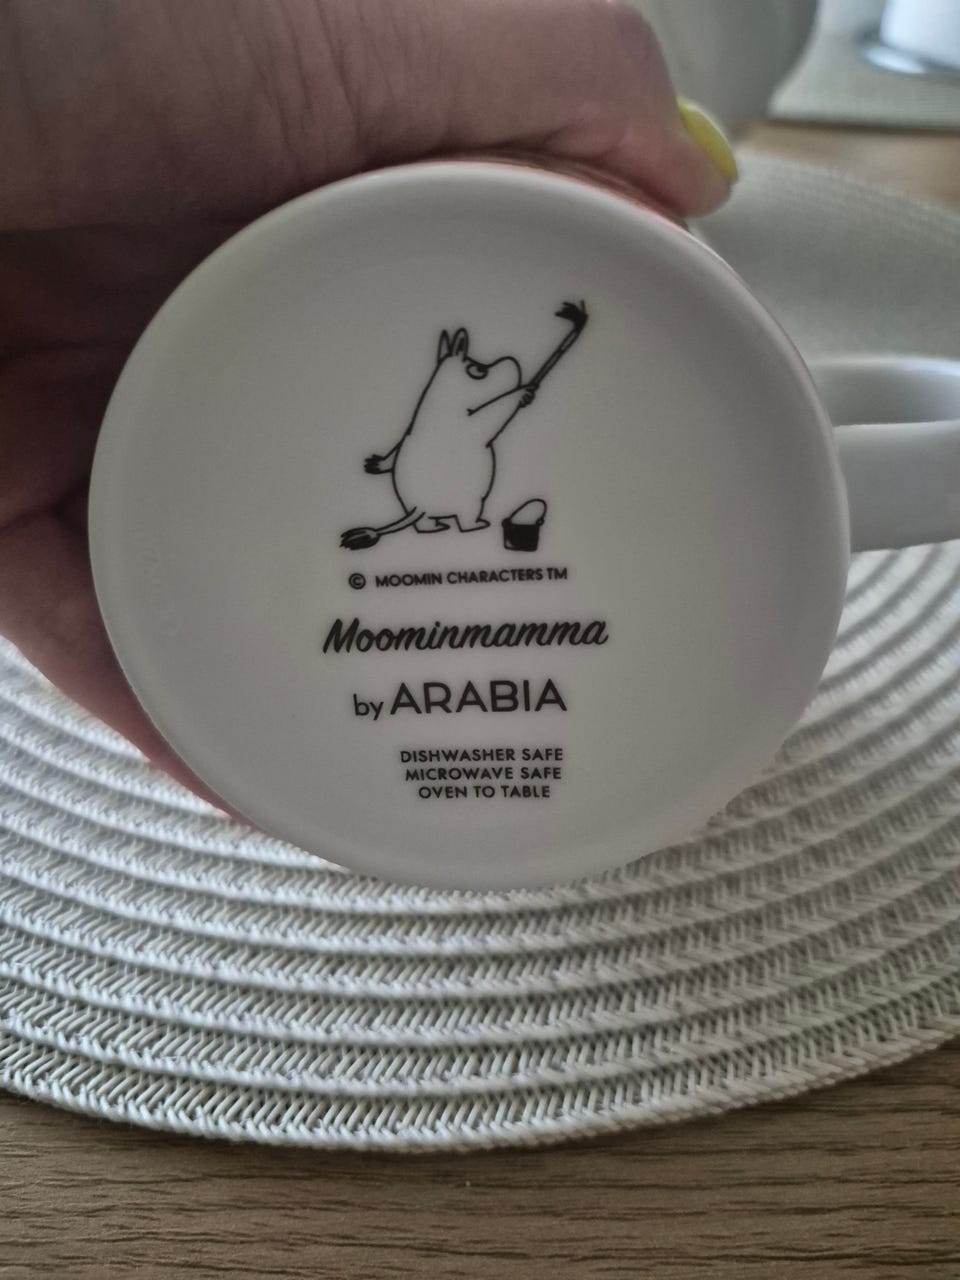 © MOOMIN CHARACTERS TM
Moominmamma
by ARABIA
DISHWASHER SAFE
MICROWAVE SAFE
OVEN TO TABLE